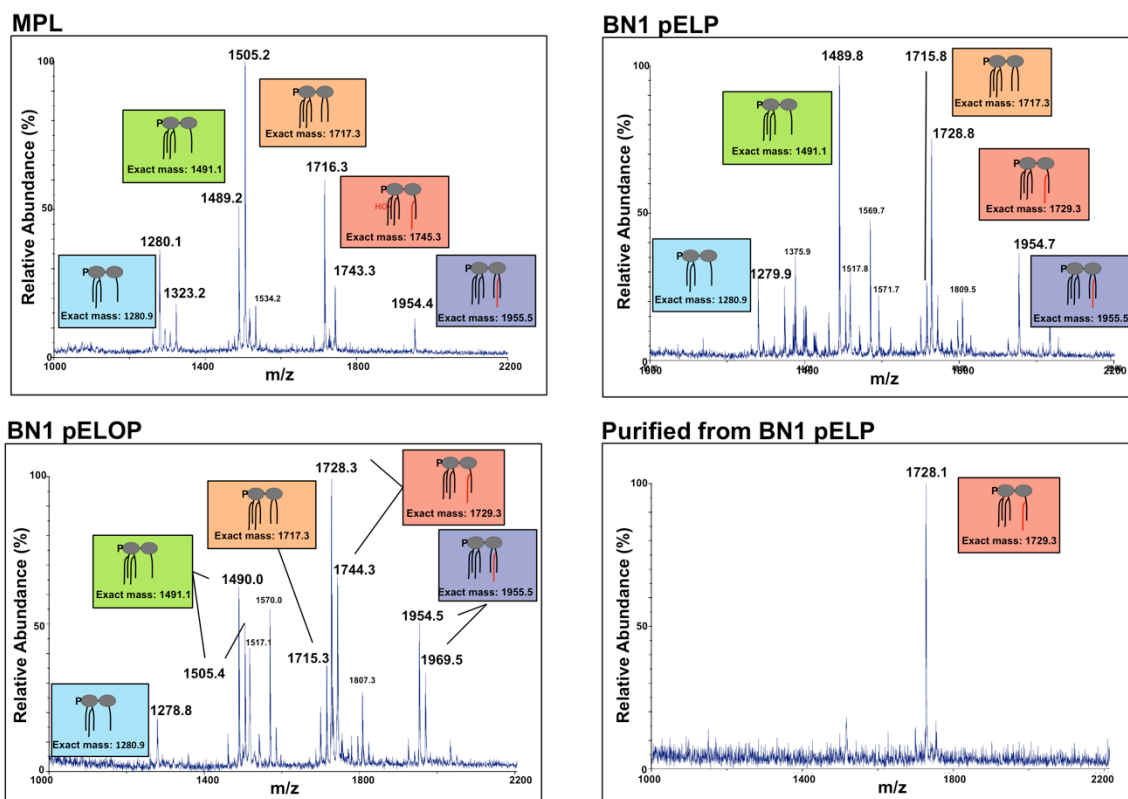 MPL
Relative Abundance (%)
100
50
0
1000
1400
1800
2200
m/z
P
Exact mass: 1280.9
1280.1
1323.2
P
Exact mass: 1491.1
1489.2
1505.2
1534.2
P
Exact mass: 1717.3
1716.3
P
HO
Exact mass: 1745.3
1743.3
P
Exact mass: 1955.5
1954.4
BN1 pELP
Relative Abundance (%)
100
50
0
1000
1400
1800
2200
m/z
P
Exact mass: 1280.9
1279.9
1375.9
P
Exact mass: 1491.1
1489.8
1517.8
1569.7
1571.7
P
Exact mass: 1717.3
1715.8
1728.8
P
Exact mass: 1729.3
1809.5
1954.7
P
Exact mass: 1955.5
BN1 pELOP
Relative Abundance (%)
100
50
0
1000
1400
1800
2200
m/z
P
Exact mass: 1280.9
1278.8
P
Exact mass: 1491.1
1490.0
1505.4
1517.1
1570.0
P
Exact mass: 1717.3
1715.3
1728.3
1744.3
P
Exact mass: 1729.3
1807.3
P
Exact mass: 1955.5
1954.5
1969.5
Purified from BN1 pELP
Relative Abundance (%)
100
50
0
1000
1400
1800
2200
m/z
1728.1
P
Exact mass: 1729.3